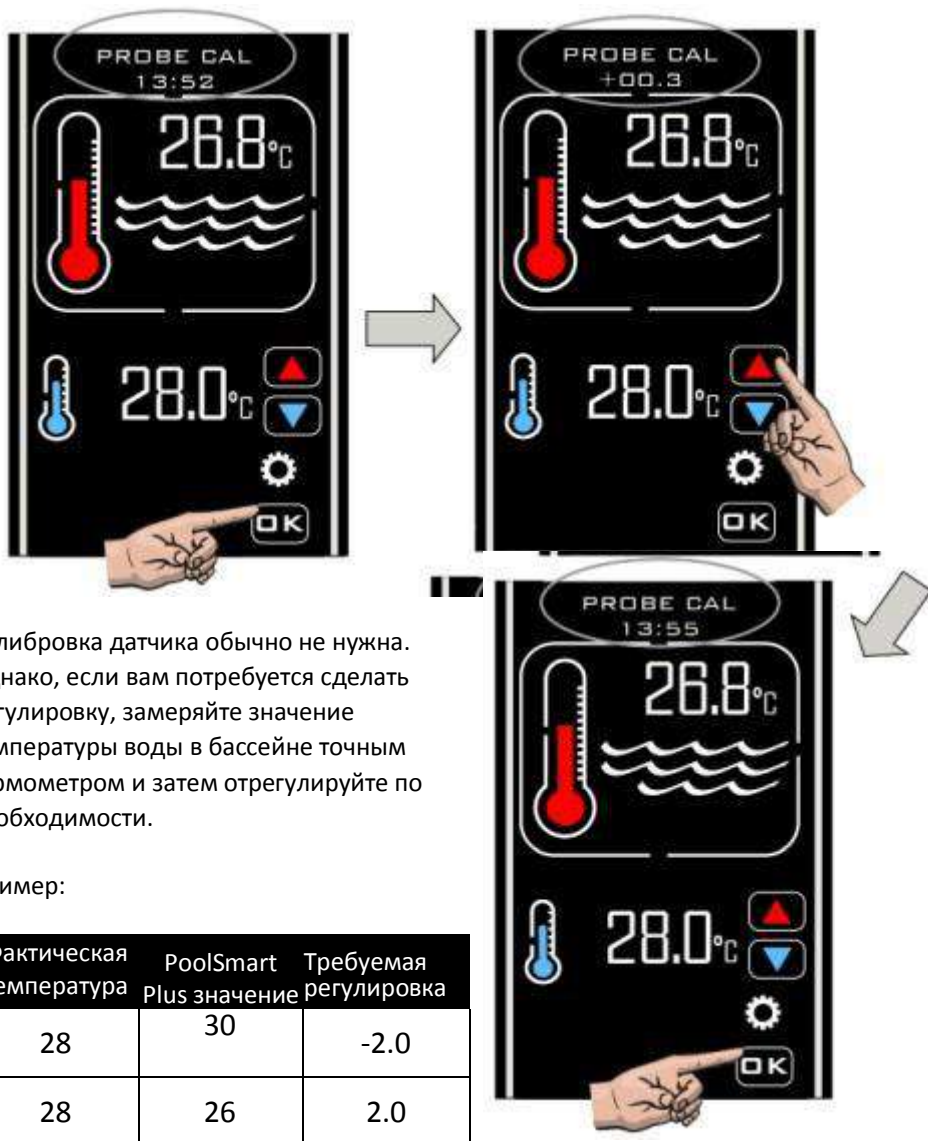 PROBE CAL
13:52
26.8°C
28.0°C
OK
PROBE CAL
+00.3
26.8°C
28.0°C
OK
PROBE CAL
13:55
26.8°C
28.0°C
OK
либровка датчика обычно не нужна.
нако, если вам потребуется сделать
гулировку, замеряйте значение
мпературы воды в бассейне точным
рмометром и затем отрегулируйте по
обходимости.
имер:
актическая емпература
PoolSmart Plus значение
Требуемая регулировка
28 30 -2.0
28 26 2.0